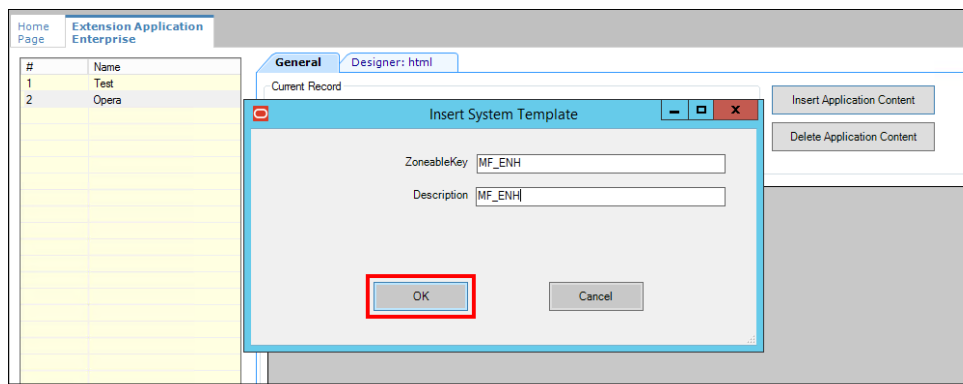 Home Page
Extension Application Enterprise
# Name
1 Test
2 Opera
General
Designer: html
Current Record
Insert Application Content
Delete Application Content
Insert System Template
ZoneableKey MF_ENH
Description MF_ENH
OK
Cancel